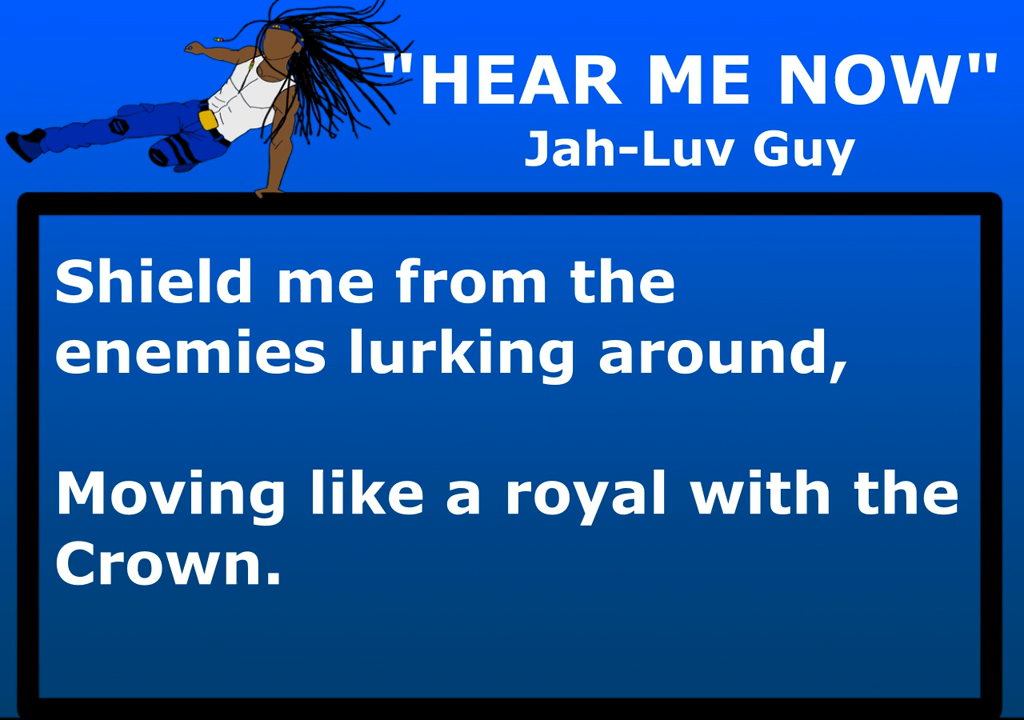 "HEAR ME NOW"
Jah-Luv Guy
Shield me from the
enemies lurking around,
Moving like a royal with the
Crown.